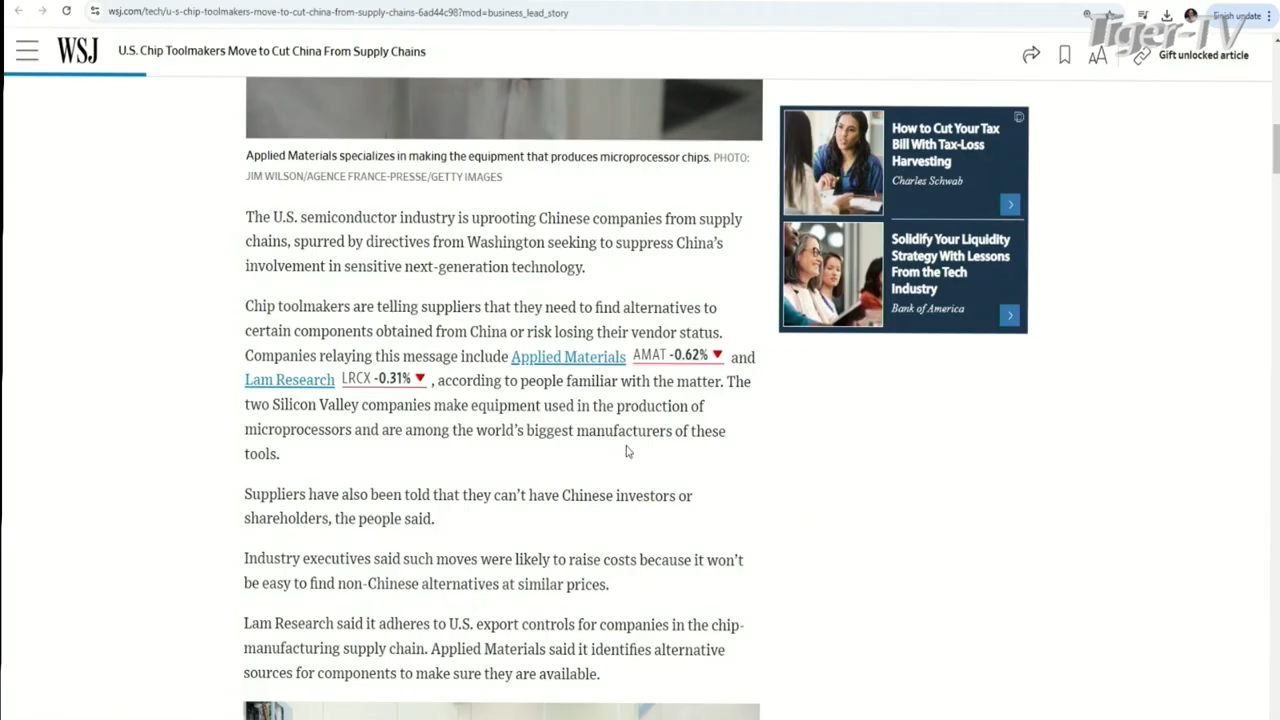 wsj.com/tech/u-s-chip-toolmakers-move-to-cut-china-from-supply-chains-6ad44c98?mod=business_lead_story
Finish update
Tiger-TV
WSJ
U.S. Chip Toolmakers Move to Cut China From Supply Chains
AA
Gift unlocked article
Applied Materials specializes in making the equipment that produces microprocessor chips. PHOTO:
JIM WILSON/AGENCE FRANCE-PRESSE/GETTY IMAGES
The U.S. semiconductor industry is uprooting Chinese companies from supply
chains, spurred by directives from Washington seeking to suppress China's
involvement in sensitive next-generation technology.
Chip toolmakers are telling suppliers that they need to find alternatives to
certain components obtained from China or risk losing their vendor status.
Companies relaying this message include Applied Materials AMAT -0.62% ▼ and
Lam Research LRCX -0.31% ▼ , according to people familiar with the matter. The
two Silicon Valley companies make equipment used in the production of
microprocessors and are among the world's biggest manufacturers of these
tools.
Suppliers have also been told that they can't have Chinese investors or
shareholders, the people said.
Industry executives said such moves were likely to raise costs because it won't
be easy to find non-Chinese alternatives at similar prices.
Lam Research said it adheres to U.S. export controls for companies in the chip-
manufacturing supply chain. Applied Materials said it identifies alternative
sources for components to make sure they are available.
How to Cut Your Tax
Bill With Tax-Loss
Harvesting
Charles Schwab
Solidify Your Liquidity
Strategy With Lessons
From the Tech
Industry
Bank of America